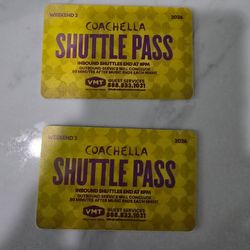 WEEKEND 2 2026
COACHELLA
SHUTTLE PASS
INBOUND SHUTTLES END AT 8PM
OUTBOUND SERVICE WILL CONCLUDE
90 MINUTES AFTER MUSIC ENDS EACH NIGHT
VMT GUEST SERVICES
888.833.1031
WEEKEND 2 2026
COACHELLA
SHUTTLE PASS
INBOUND SHUTTLES END AT 8PM
OUTBOUND SERVICE WILL CONCLUDE
90 MINUTES AFTER MUSIC ENDS EACH NIGHT
VMT GUEST SERVICES
888.833.1031